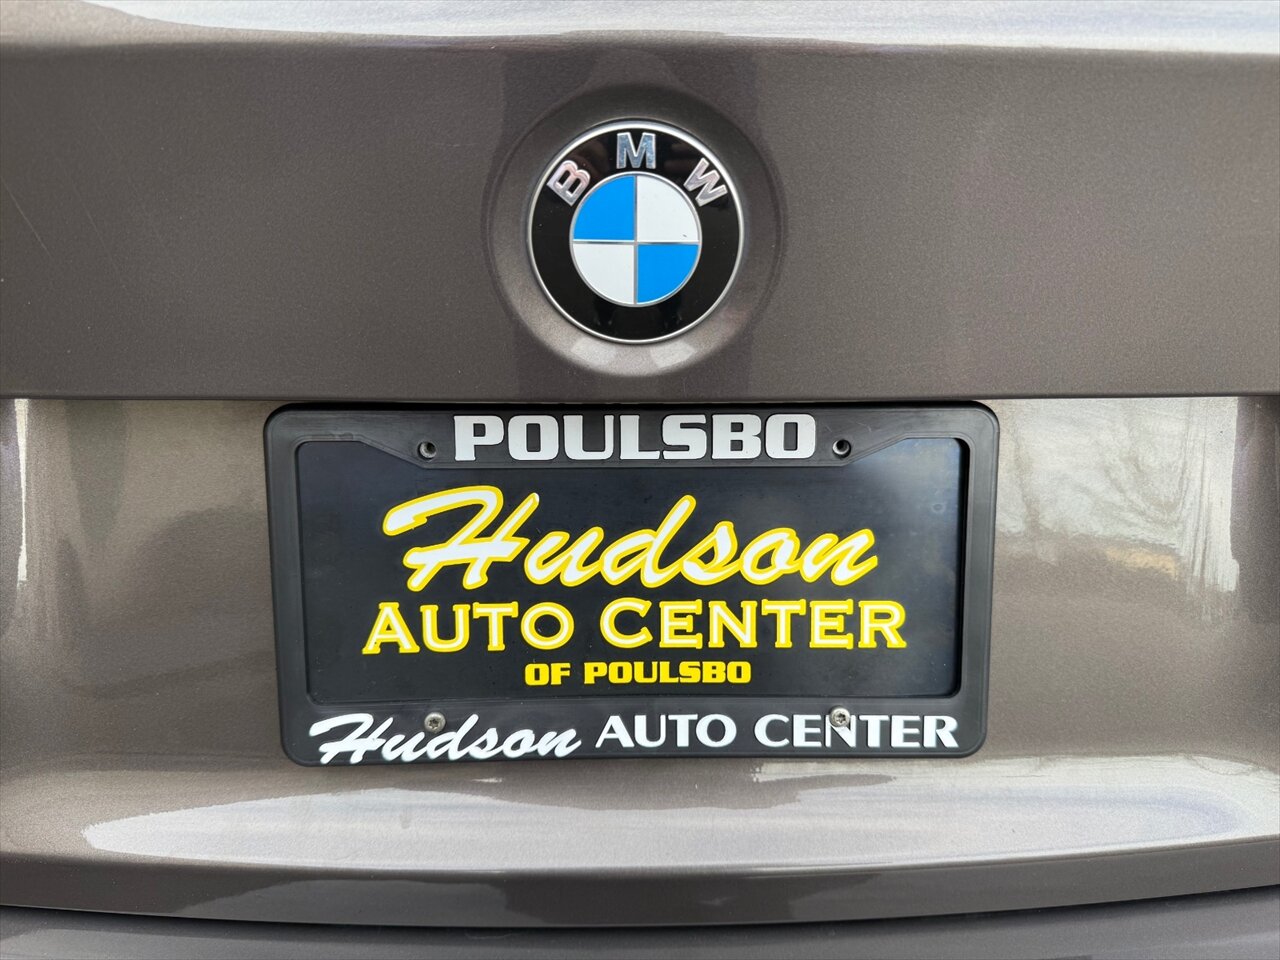 BMW
POULSBO
Hudson
AUTO CENTER
OF POULSBO
Hudson AUTO CENTER